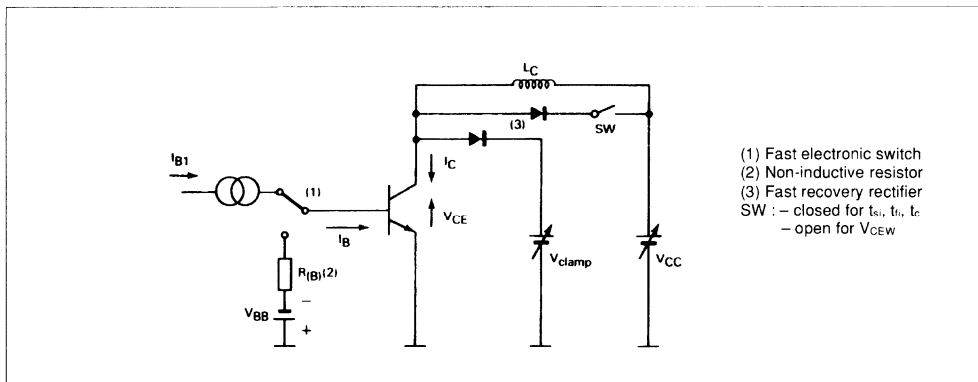 LC
(3)
SW
IB1
(1)
IC
VCE
IB
R(B)(2)
VBB
–
+
Vclamp
VCC
(1) Fast electronic switch
(2) Non-inductive resistor
(3) Fast recovery rectifier
SW : – closed for tsi, tfi, tc
– open for VCEW